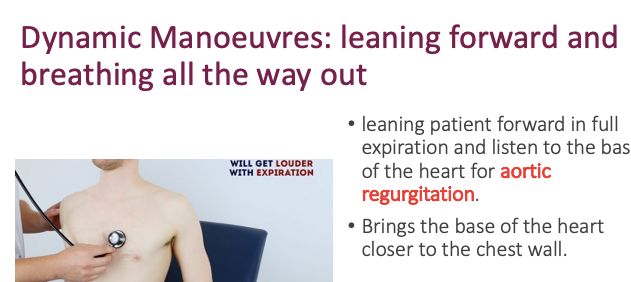 Dynamic Manoeuvres: leaning forward and
breathing all the way out
• leaning patient forward in full
expiration and listen to the bas
of the heart for aortic
regurgitation.
• Brings the base of the heart
closer to the chest wall.
WILL GET LOUDER
WITH EXPIRATION